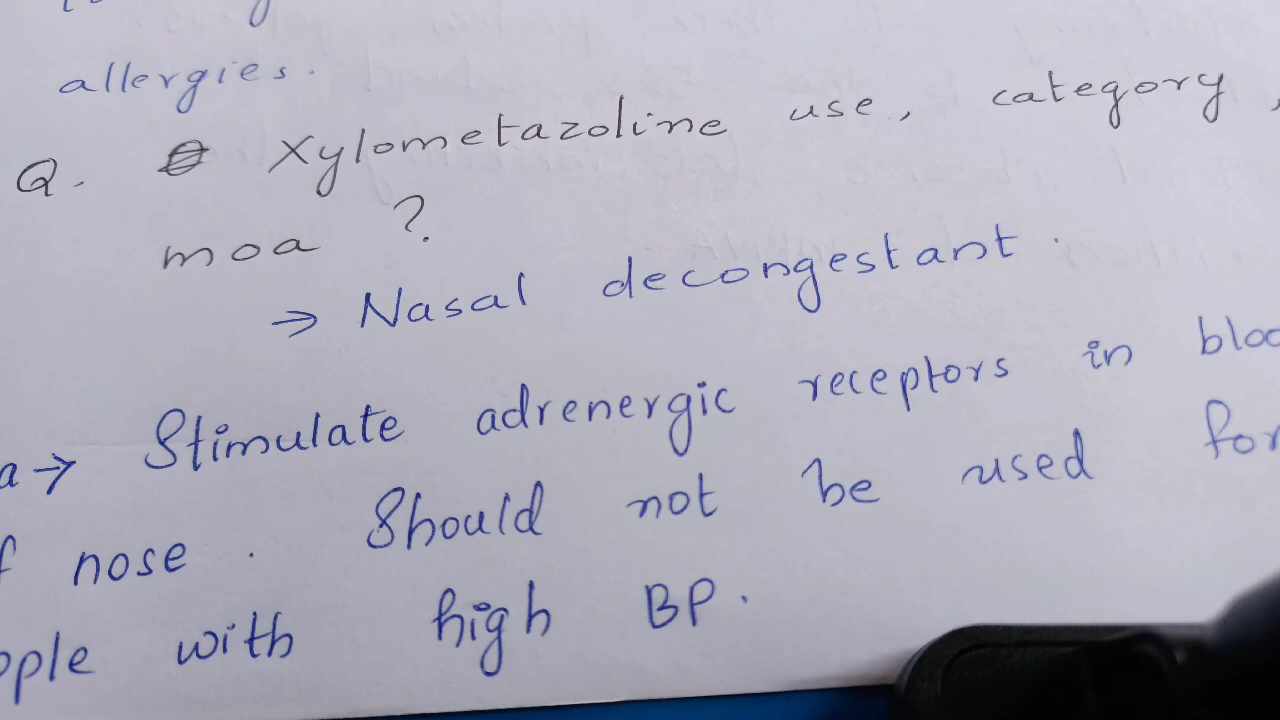 allergies.
Q. Xylometazoline use, category,
moa ?
→ Nasal decongestant.
a → Stimulate adrenergic receptors in bloo
f nose. Should not be used for
ople with high BP.